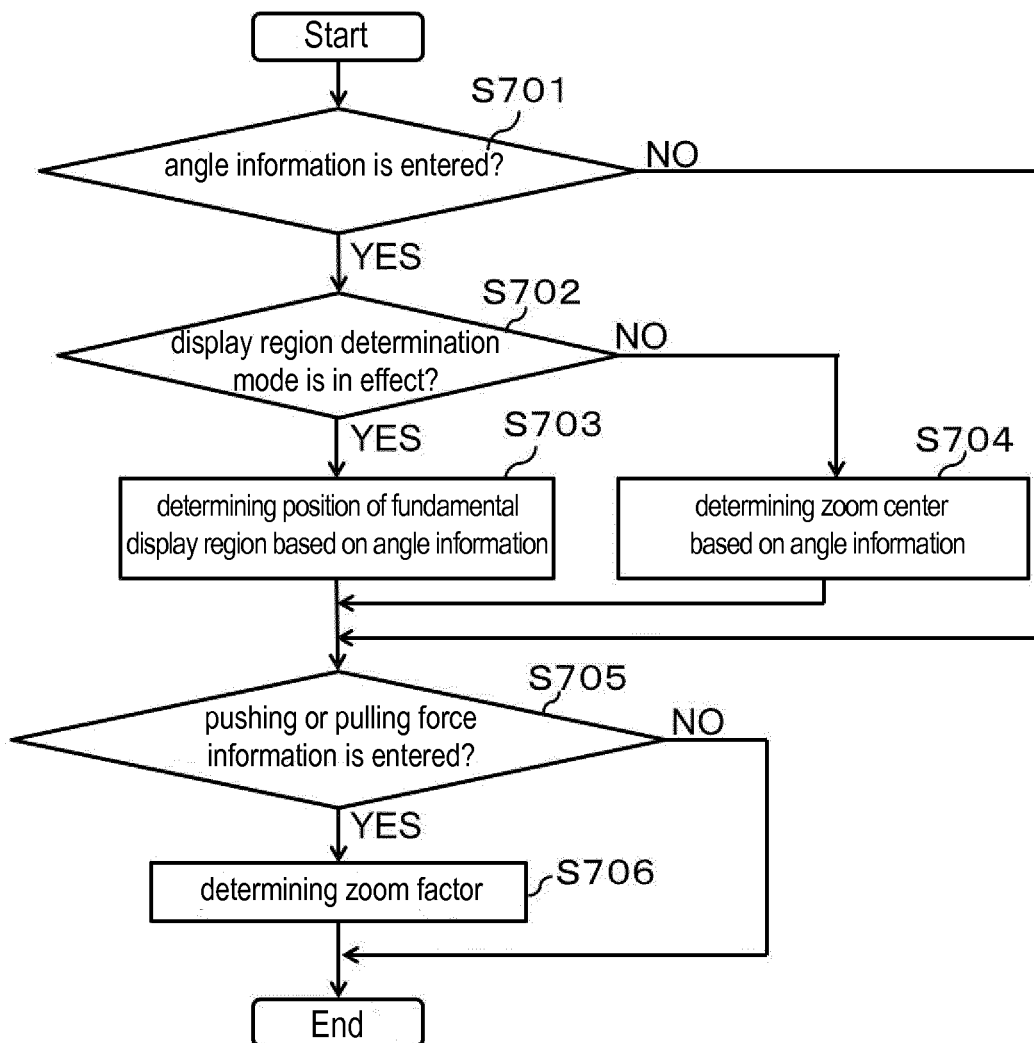 Start
S701
angle information is entered?
NO
YES
S702
display region determination
mode is in effect?
NO
YES
S703
determining position of fundamental
display region based on angle information
S704
determining zoom center
based on angle information
S705
pushing or pulling force
information is entered?
NO
YES
determining zoom factor
S706
End